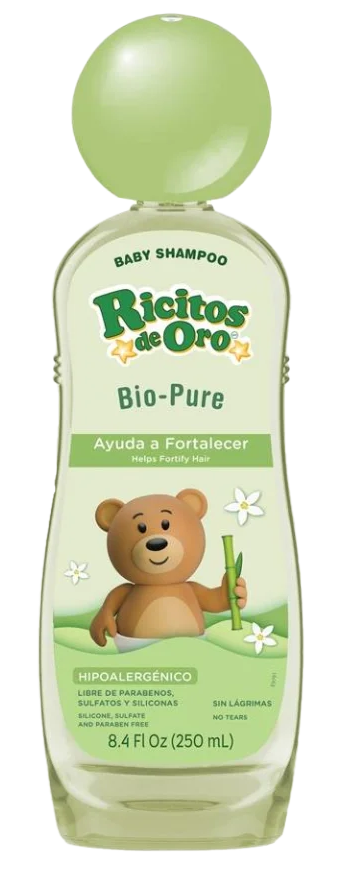 BABY SHAMPOO
Ricitos
de Oro
Bio-Pure
Ayuda a Fortalecer
Helps Fortify Hair
HIPOALERGÉNICO
LIBRE DE PARABENOS,
SULFATOS Y SILICONAS
SILICONE, SULFATE
AND PARABEN FREE
SIN LÁGRIMAS
NO TEARS
8.4 Fl Oz (250 mL)